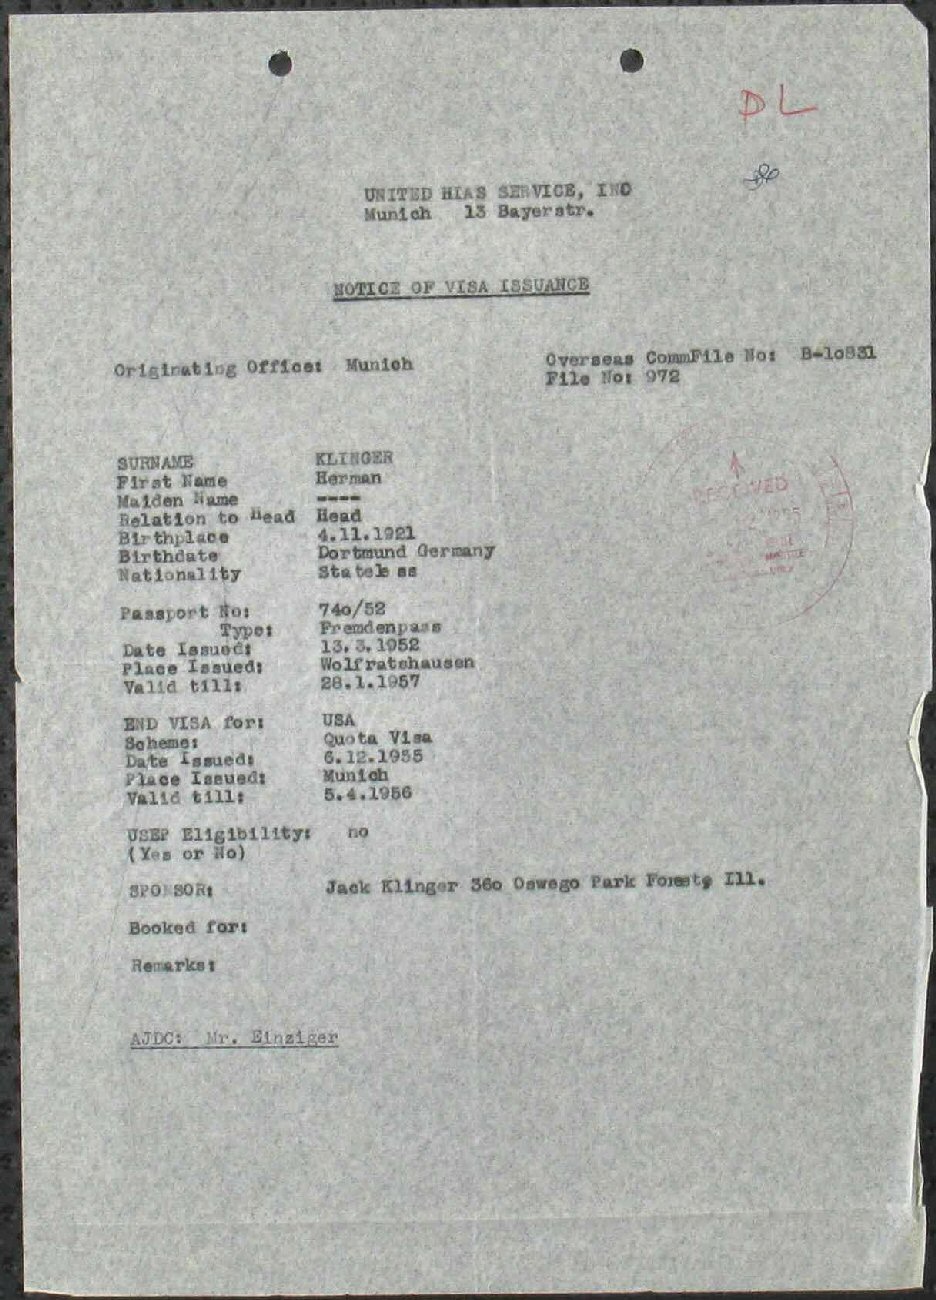 DL
UNITED HIAS SERVICE, INC
Munich 13 Bayerstr.
NOTICE OF VISA ISSUANCE
Originating Office: Munich
Overseas CommFile No: B-1o831
File No: 972
SURNAME KLINGER
First Name Herman
Maiden Name ----
Relation to Head Head
Birthplace 4.11.1921
Birthdate Dortmund Germany
Nationality Stateless
Passport No: 74o/52
Type: Fremdenpass
Date Issued: 13.3.1952
Place Issued: Wolfratshausen
Valid till: 28.1.1957
END VISA for: USA
Scheme: Quota Visa
Date Issued: 6.12.1955
Place Issued: Munich
Valid till: 5.4.1956
USEP Eligibility: no
(Yes or No)
SPONSOR: Jack Klinger 36o Oswego Park Forest, Ill.
Booked for:
Remarks:
AJDC: Mr. Einziger
RECEIVED